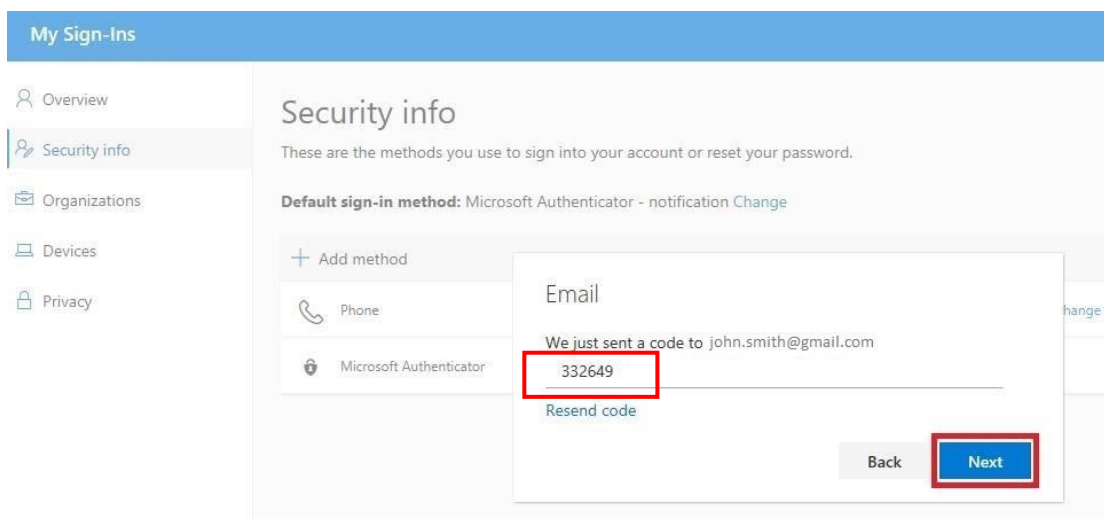 My Sign-Ins
Overview
Security info
Organizations
Devices
Privacy
Security info
These are the methods you use to sign into your account or reset your password.
Default sign-in method: Microsoft Authenticator - notification Change
Add method
Phone
hange
Microsoft Authenticator
Email
We just sent a code to john.smith@gmail.com
332649
Resend code
Back Next